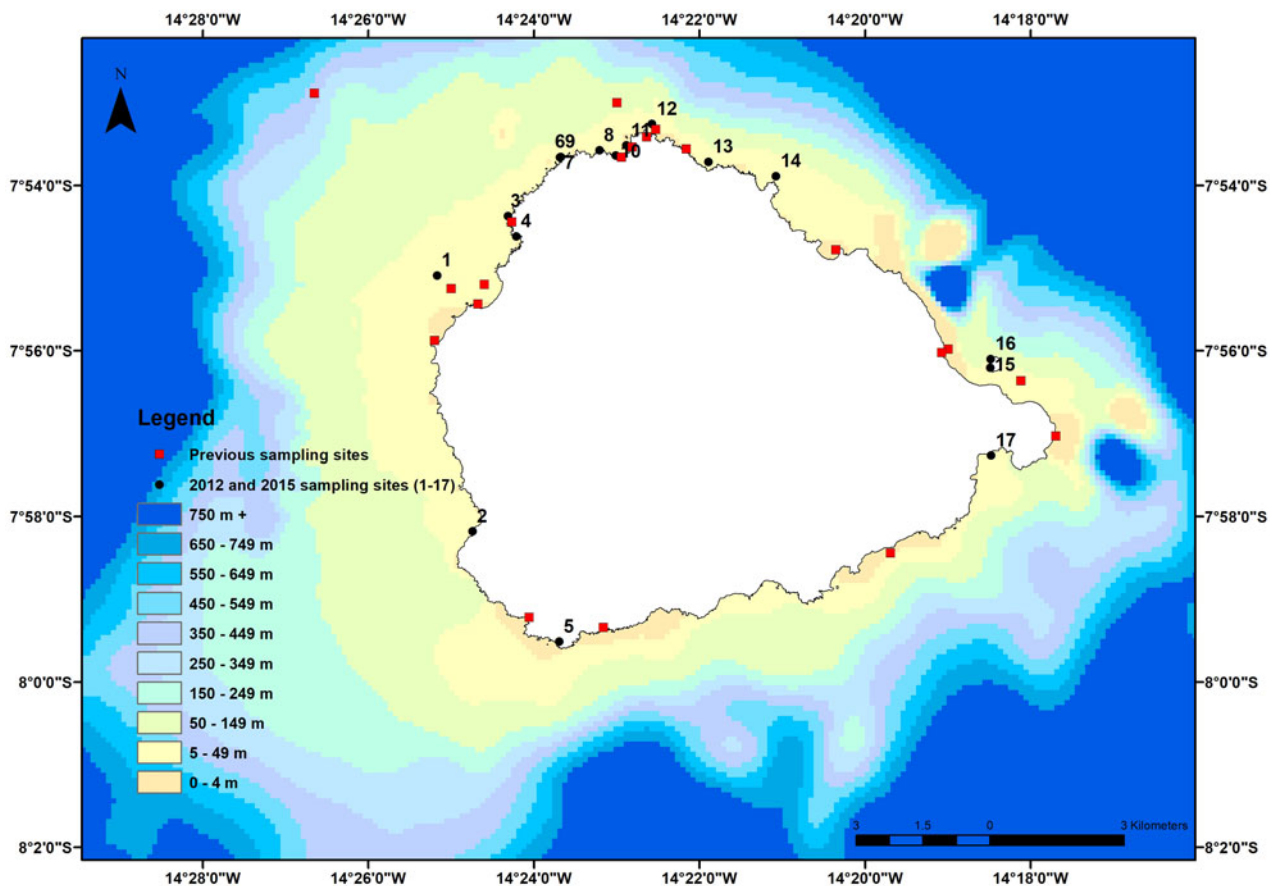 14°28'0"W 14°26'0"W 14°24'0"W 14°22'0"W 14°20'0"W 14°18'0"W
N
12
69
8
11
10
7
13
14
7°54'0"S 7°54'0"S
3
4
1
16
7°56'0"S 7°56'0"S
15
Legend
Previous sampling sites
17
2012 and 2015 sampling sites (1-17)
750 m +
2
7°58'0"S 7°58'0"S
650 - 749 m
550 - 649 m
450 - 549 m
5
350 - 449 m
250 - 349 m
8°0'0"S 8°0'0"S
150 - 249 m
50 - 149 m
5 - 49 m
0 - 4 m
3 1.5 0 3 Kilometers
8°2'0"S 8°2'0"S
14°28'0"W 14°26'0"W 14°24'0"W 14°22'0"W 14°20'0"W 14°18'0"W